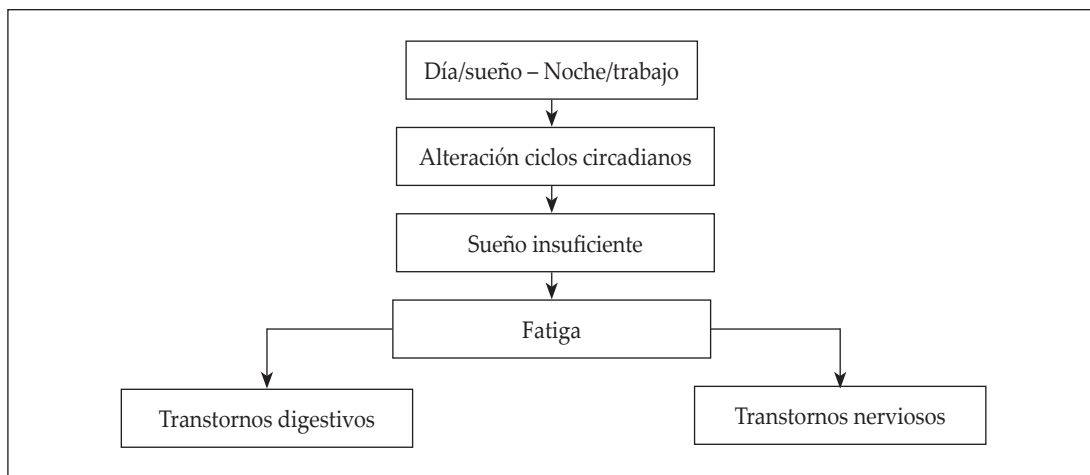 Día/sueño – Noche/trabajo
Alteración ciclos circadianos
Sueño insuficiente
Fatiga
Transtornos digestivos
Transtornos nerviosos